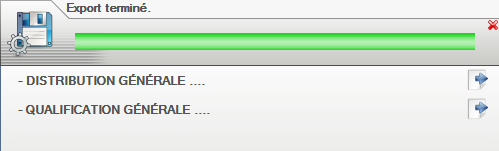 Export terminé.
- DISTRIBUTION GÉNÉRALE ....
- QUALIFICATION GÉNÉRALE ....